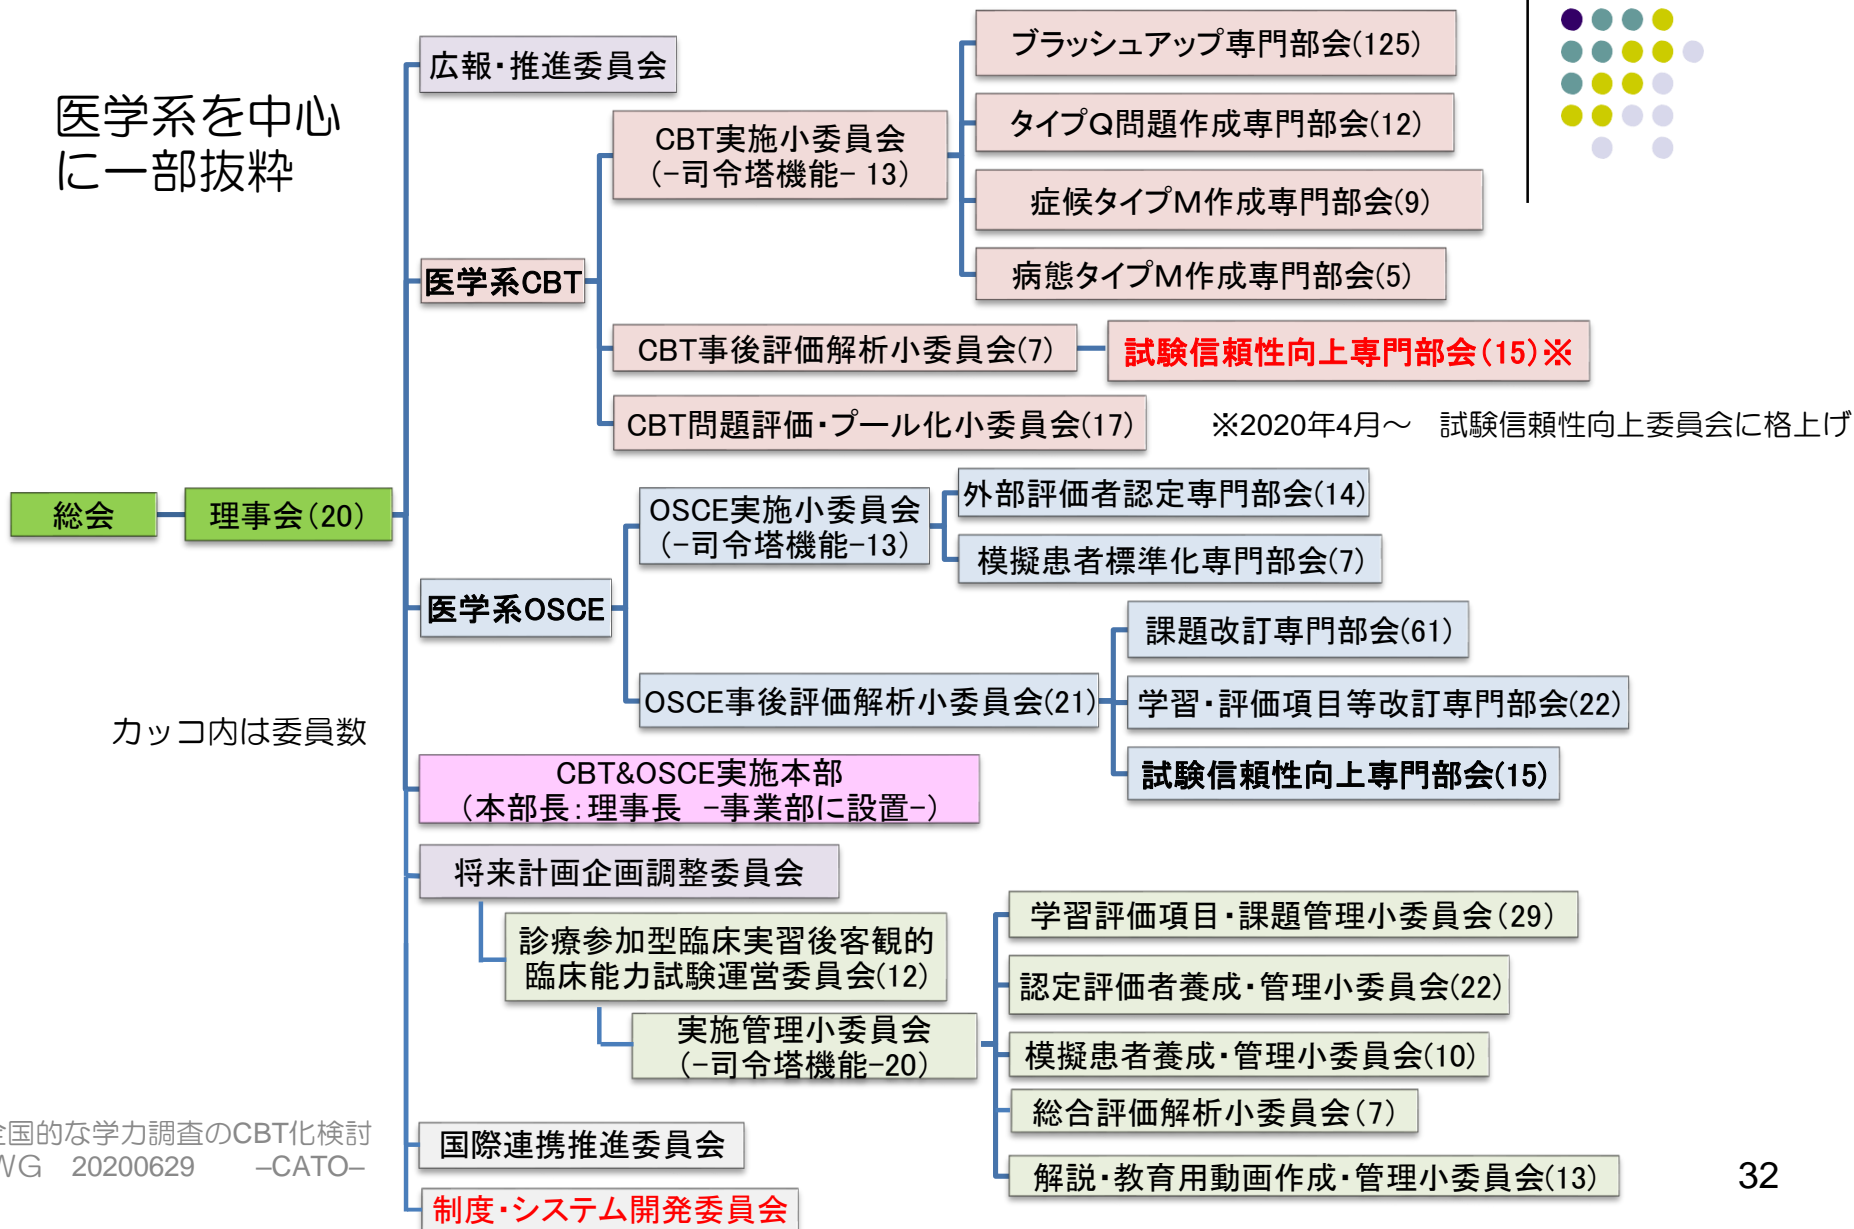 医学系を中心
に一部抜粋
広報・推進委員会
ブラッシュアップ専門部会(125)
CBT実施小委員会
(-司令塔機能- 13)
タイプQ問題作成専門部会(12)
症候タイプM作成専門部会(9)
病態タイプM作成専門部会(5)
医学系CBT
CBT事後評価解析小委員会(7)
試験信頼性向上専門部会(15)※
CBT問題評価・プール化小委員会(17)
※2020年4月～　試験信頼性向上委員会に格上げ
総会
理事会(20)
OSCE実施小委員会
(-司令塔機能-13)
外部評価者認定専門部会(14)
模擬患者標準化専門部会(7)
医学系OSCE
課題改訂専門部会(61)
OSCE事後評価解析小委員会(21)
学習・評価項目等改訂専門部会(22)
試験信頼性向上専門部会(15)
カッコ内は委員数
CBT&OSCE実施本部
(本部長:理事長　-事業部に設置-)
将来計画企画調整委員会
診療参加型臨床実習後客観的
臨床能力試験運営委員会(12)
実施管理小委員会
(-司令塔機能-20)
学習評価項目・課題管理小委員会(29)
認定評価者養成・管理小委員会(22)
模擬患者養成・管理小委員会(10)
総合評価解析小委員会(7)
解説・教育用動画作成・管理小委員会(13)
国際連携推進委員会
制度・システム開発委員会
全国的な学力調査のCBT化検討
WG　20200629　–CATO–
32